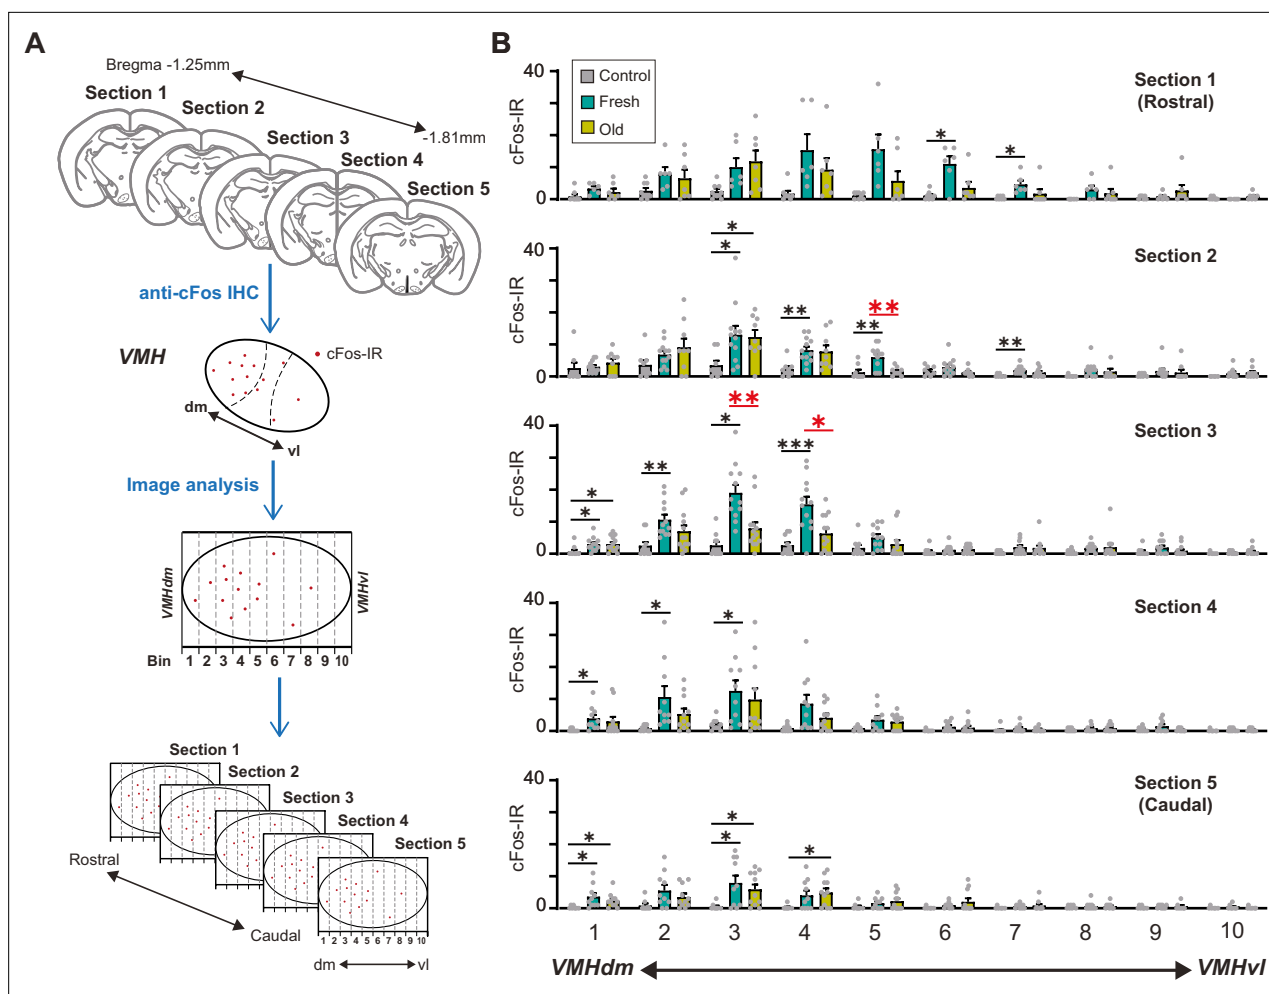 A
Bregma -1.25mm
-1.81mm
Section 1
Section 2
Section 3
Section 4
Section 5
anti-cFos IHC
VMH
cFos-IR
dm
vl
Image analysis
VMHdm
VMHvl
Bin 1 2 3 4 5 6 7 8 9 10
Section 1
Section 2
Section 3
Section 4
Section 5
Rostral
Caudal
1 2 3 4 5 6 7 8 9 10
dm vl
B
Control
Fresh
Old
40
0
cFos-IR
Section 1
(Rostral)
*
*
40
0
cFos-IR
Section 2
*
*
**
**
**
**
40
0
cFos-IR
Section 3
*
*
**
**
*
*
***
40
0
cFos-IR
Section 4
*
*
*
40
0
cFos-IR
Section 5
(Caudal)
*
*
*
*
*
1 2 3 4 5 6 7 8 9 10
VMHdm VMHvl